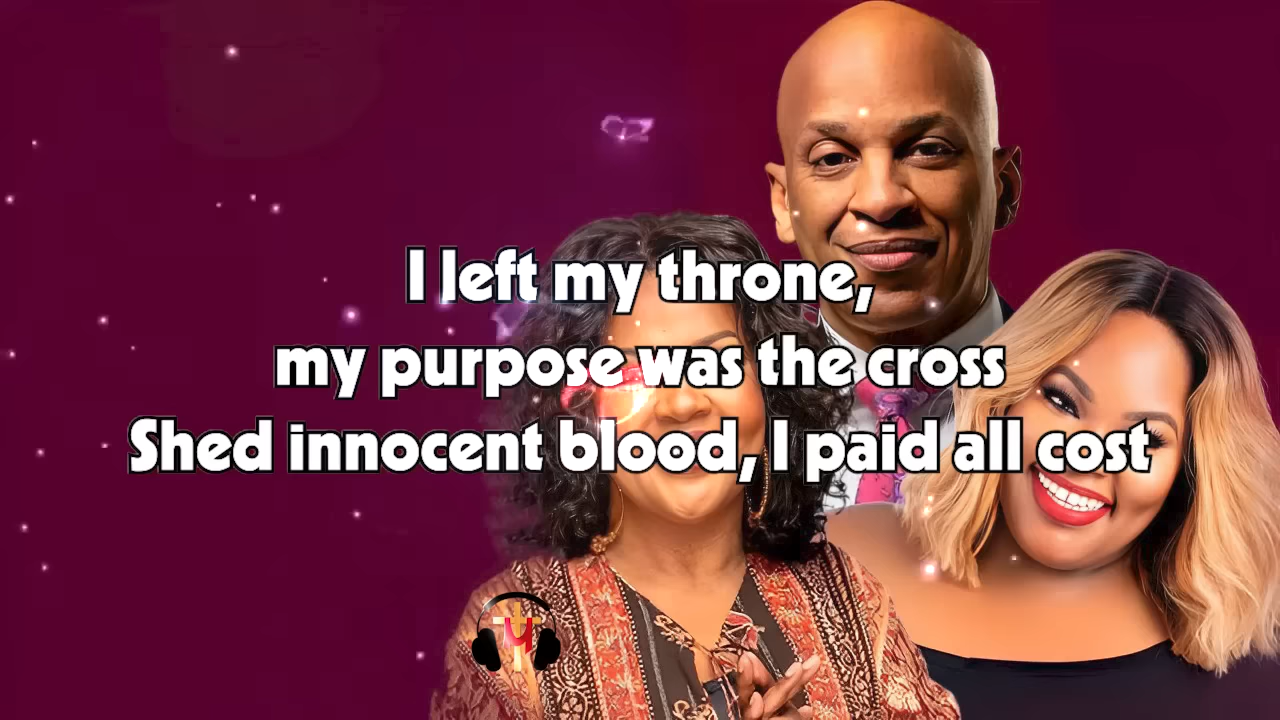 I left my throne,
my purpose was the cross
Shed innocent blood, I paid all cost